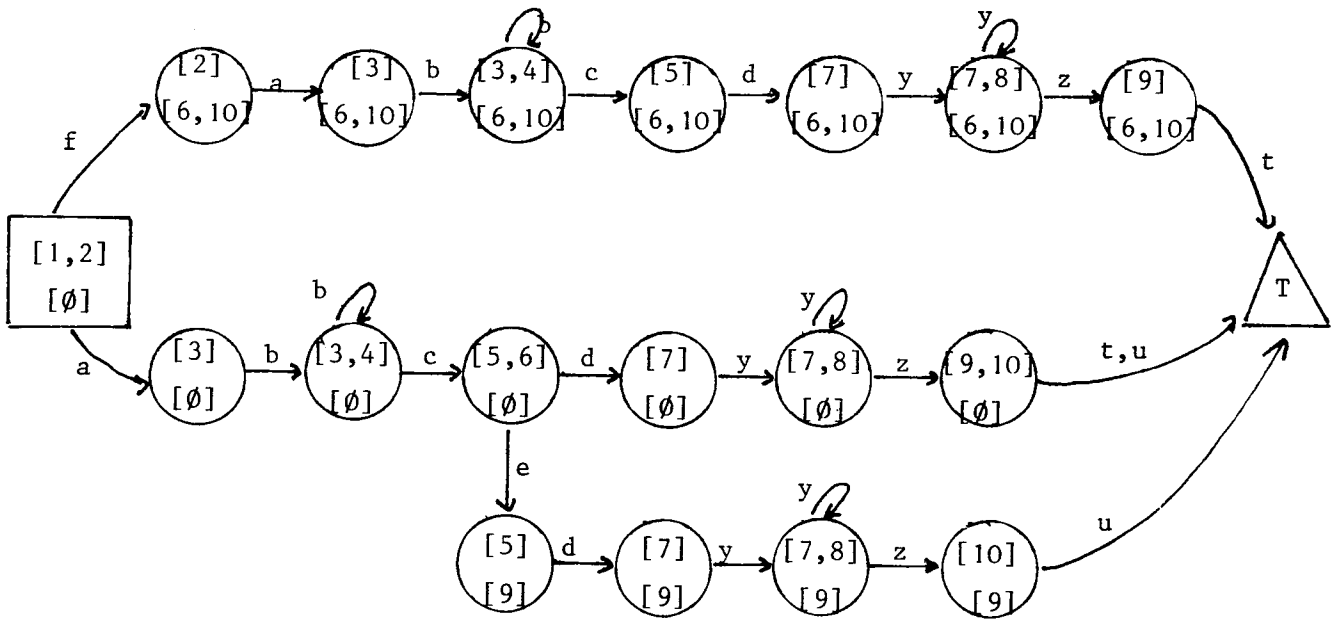 b y
[2] a [3] b [3,4] c [5] d [7] y [7,8] z [9]
[6,10] [6,10] [6,10] [6,10] [6,10] [6,10] [6,10]
f t
[1,2]
[ø] T
b y
a [3] b [3,4] c [5,6] d [7] y [7,8] z [9,10] t,u
[ø] [ø] [ø] [ø] [ø] [ø]
e
y
[5] d [7] y [7,8] z [10] u
[9] [9] [9] [9]